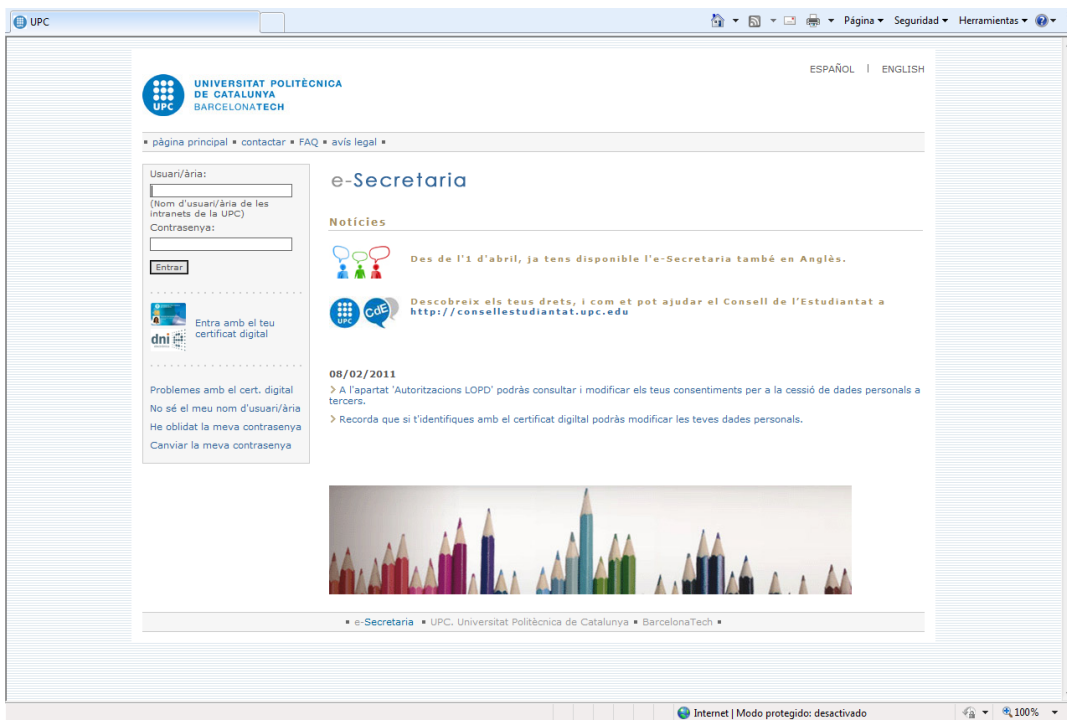 UPC
Página
Seguridad
Herramientas
ESPAÑOL | ENGLISH
UNIVERSITAT POLITÈCNICA
DE CATALUNYA
BARCELONATECH
UPC
pàgina principal ▪ contactar ▪ FAQ ▪ avís legal ▪
Usuari/ària:
(Nom d'usuari/ària de les
intranets de la UPC)
Contrasenya:
Entrar
Entra amb el teu
certificat digital
dni
Problemes amb el cert. digital
No sé el meu nom d'usuari/ària
He oblidat la meva contrasenya
Canviar la meva contrasenya
e-Secretaria
Notícies
Des de l'1 d'abril, ja tens disponible l'e-Secretaria també en Anglès.
UPC
CdE
Descobreix els teus drets, i com et pot ajudar el Consell de l'Estudiantat a
http://consellestudiantat.upc.edu
08/02/2011
A l'apartat 'Autoritzacions LOPD' podràs consultar i modificar els teus consentiments per a la cessió de dades personals a
tercers.
Recorda que si t'identifiques amb el certificat digiltal podràs modificar les teves dades personals.
▪ e-Secretaria ▪ UPC. Universitat Politècnica de Catalunya ▪ BarcelonaTech ▪
Internet | Modo protegido: desactivado
100%